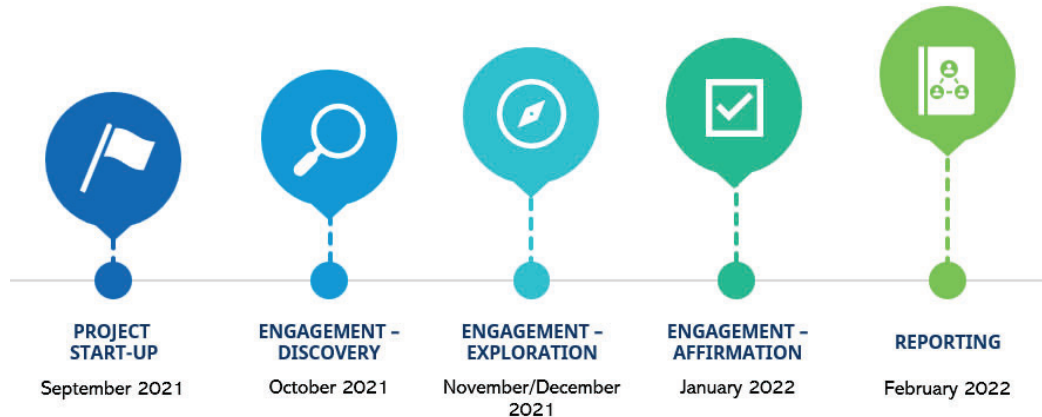 PROJECT
START-UP
September 2021
ENGAGEMENT –
DISCOVERY
October 2021
ENGAGEMENT –
EXPLORATION
November/December
2021
ENGAGEMENT –
AFFIRMATION
January 2022
REPORTING
February 2022